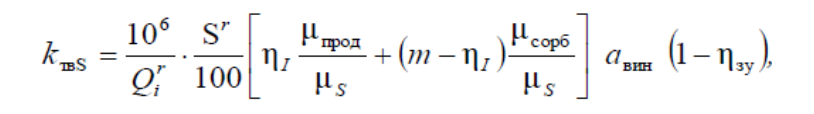 k_твS = 10^6/Q_i^r · S^r/100 [ η_I μ_прод/μ_S + (m − η_I) μ_сорб/μ_S ] a_вин (1 − η_зу),